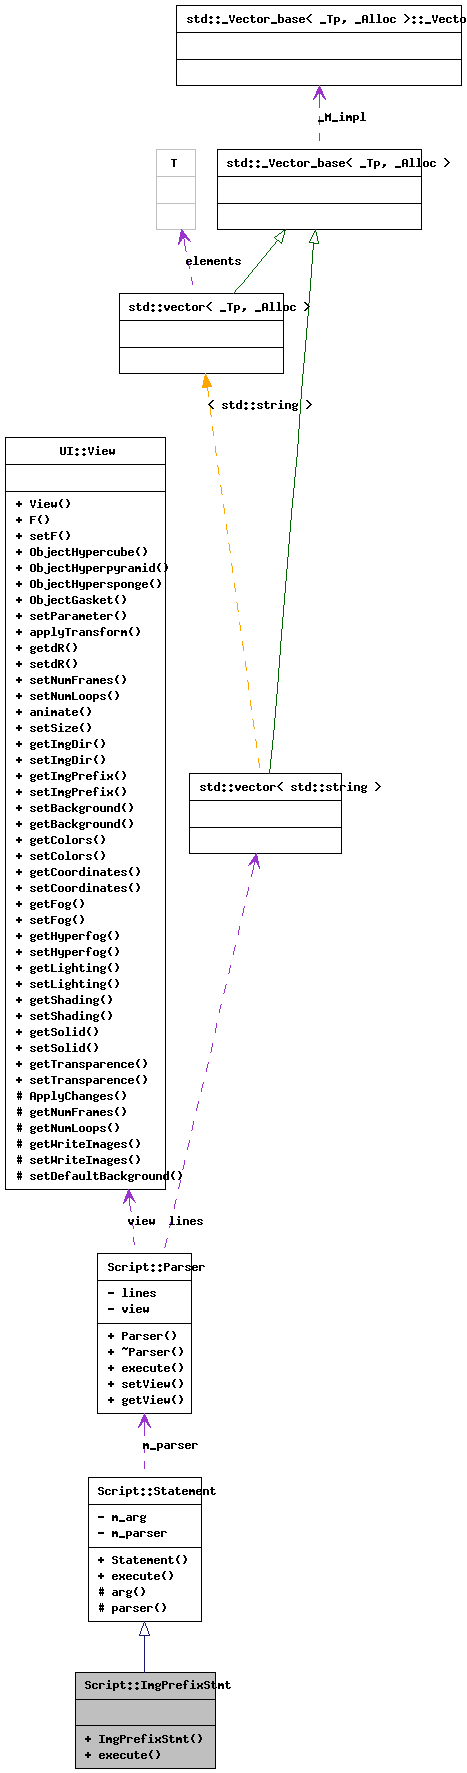 std::_Vector_base< _Tp, _Alloc >::_Vecto
_M_impl
T
std::_Vector_base< _Tp, _Alloc >
elements
std::vector< _Tp, _Alloc >
< std::string >
UI::View
+ View()
+ F()
+ setF()
+ ObjectHypercube()
+ ObjectHyperpyramid()
+ ObjectHypersponge()
+ ObjectGasket()
+ setParameter()
+ applyTransform()
+ getdR()
+ setdR()
+ setNumFrames()
+ setNumLoops()
+ animate()
+ setSize()
+ getImgDir()
+ setImgDir()
+ getImgPrefix()
+ setImgPrefix()
+ setBackground()
+ getBackground()
+ getColors()
+ setColors()
+ getCoordinates()
+ setCoordinates()
+ getFog()
+ setFog()
+ getHyperfog()
+ setHyperfog()
+ getLighting()
+ setLighting()
+ getShading()
+ setShading()
+ getSolid()
+ setSolid()
+ getTransparence()
+ setTransparence()
# ApplyChanges()
# getNumFrames()
# getNumLoops()
# getWriteImages()
# setWriteImages()
# setDefaultBackground()
std::vector< std::string >
view
lines
Script::Parser
- lines
- view
+ Parser()
+ ~Parser()
+ execute()
+ setView()
+ getView()
m_parser
Script::Statement
- m_arg
- m_parser
+ Statement()
+ execute()
# arg()
# parser()
Script::ImgPrefixStmt
+ ImgPrefixStmt()
+ execute()